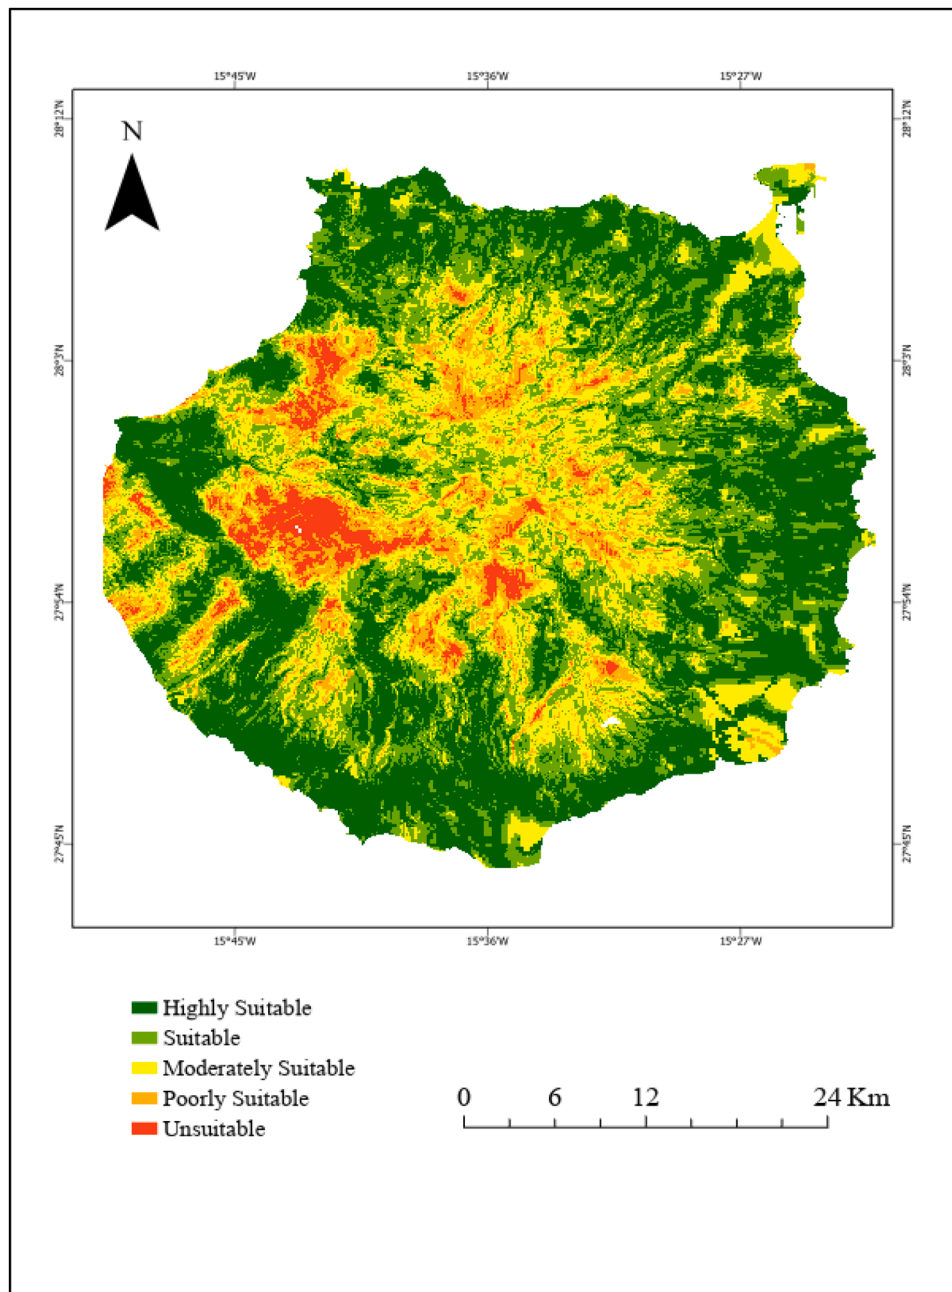 15°45'W 15°36'W 15°27'W
28°12'N 28°12'N
N
28°3'N 28°3'N
27°54'N 27°54'N
27°45'N 27°45'N
15°45'W 15°36'W 15°27'W
Highly Suitable
Suitable
Moderately Suitable
Poorly Suitable
Unsuitable
0 6 12 24 Km